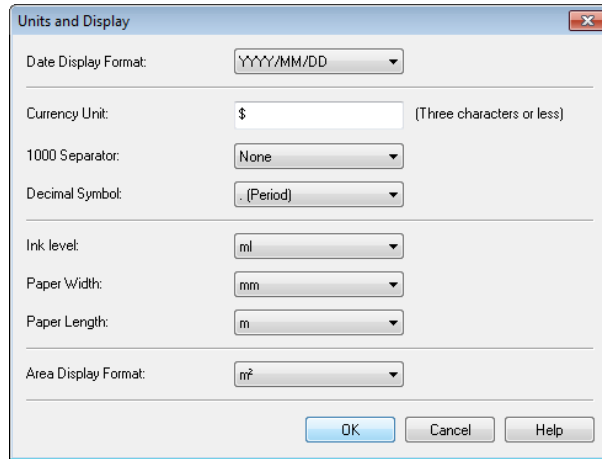 Units and Display
Date Display Format: YYYY/MM/DD
Currency Unit: $ (Three characters or less)
1000 Separator: None
Decimal Symbol: . (Period)
Ink level: ml
Paper Width: mm
Paper Length: m
Area Display Format: m²
OK Cancel Help